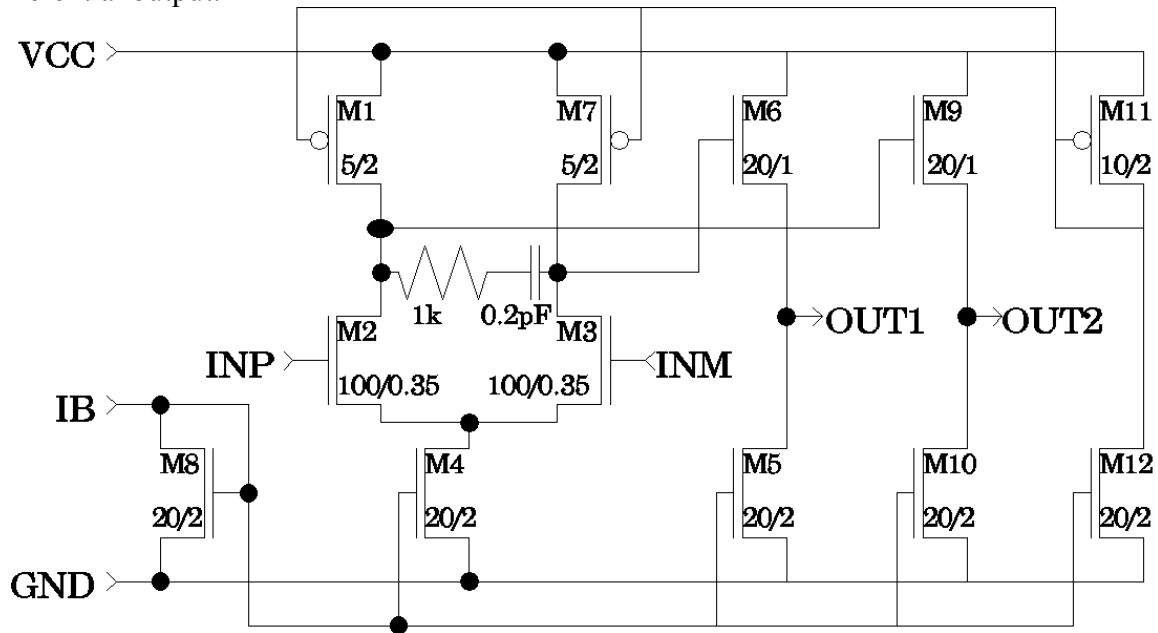 VCC
M1
M7
M6
M9
M11
5/2
5/2
20/1
20/1
10/2
1k
0.2pF
OUT1
OUT2
M2
M3
INP
INM
100/0.35
100/0.35
IB
M8
M4
M5
M10
M12
20/2
20/2
20/2
20/2
20/2
GND